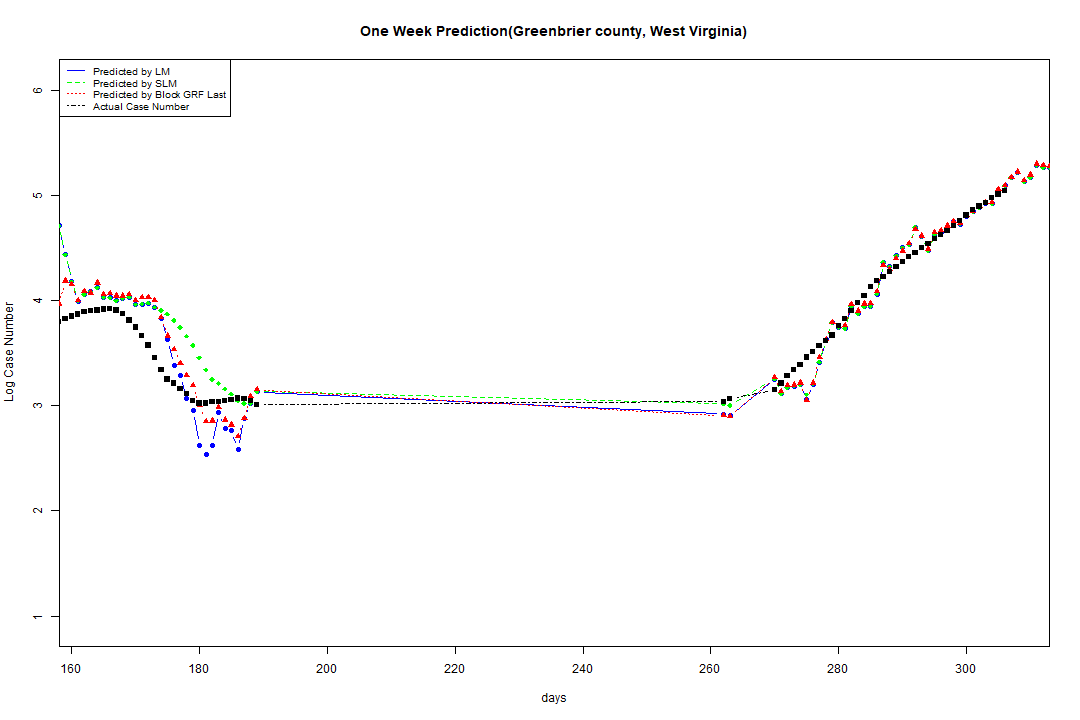 One Week Prediction(Greenbrier county, West Virginia)
Predicted by LM
Predicted by SLM
Predicted by Block GRF Last
Actual Case Number
6
5
4
3
2
1
Log Case Number
160 180 200 220 240 260 280 300
days